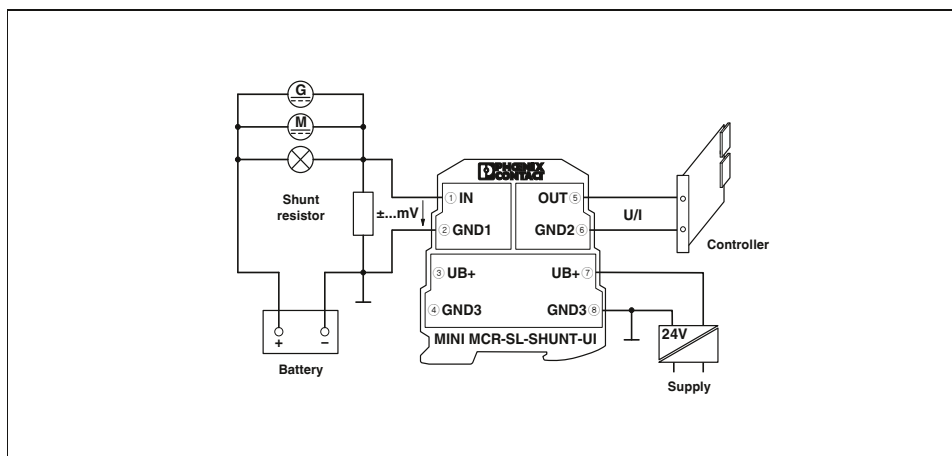 G
M
PHOENIX
CONTACT
Shunt
resistor
±...mV
1 IN
OUT 5
2 GND1
GND2 6
U/I
Controller
3 UB+
UB+ 7
4 GND3
GND3 8
MINI MCR-SL-SHUNT-UI
24V
+ –
Battery
Supply